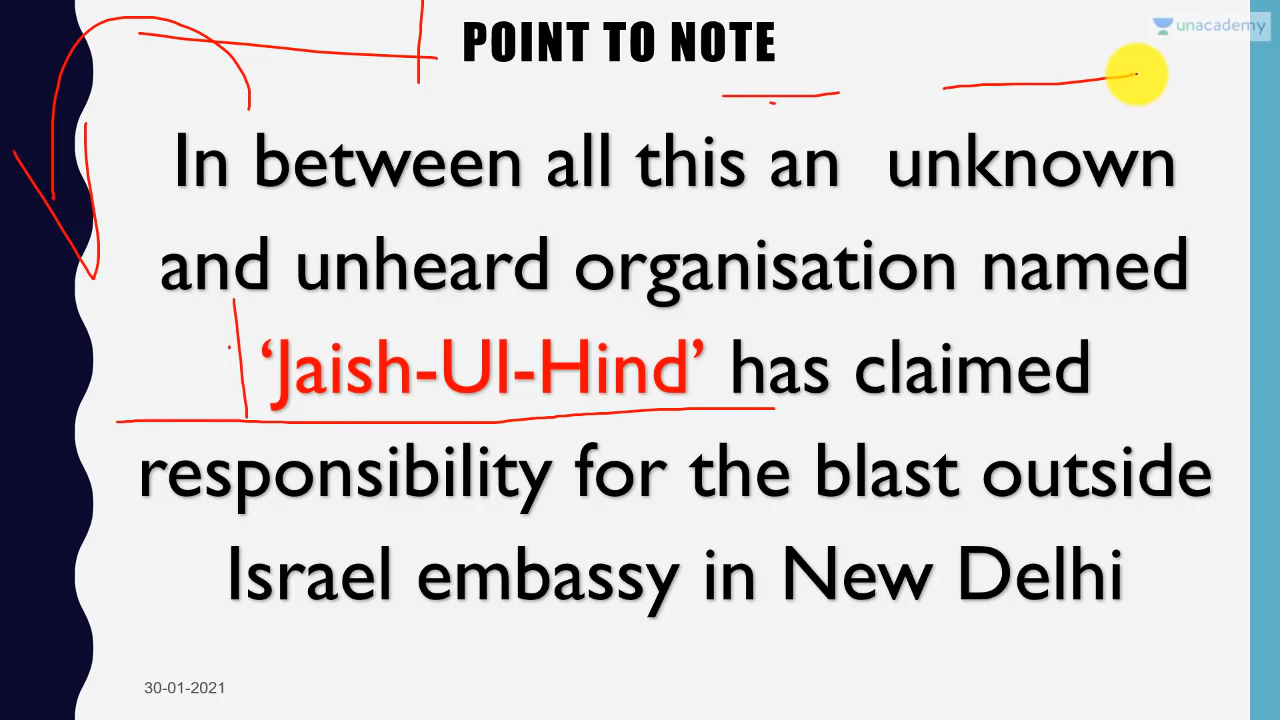 POINT TO NOTE
unacademy
In between all this an unknown
and unheard organisation named
‘Jaish-Ul-Hind’ has claimed
responsibility for the blast outside
Israel embassy in New Delhi
30-01-2021